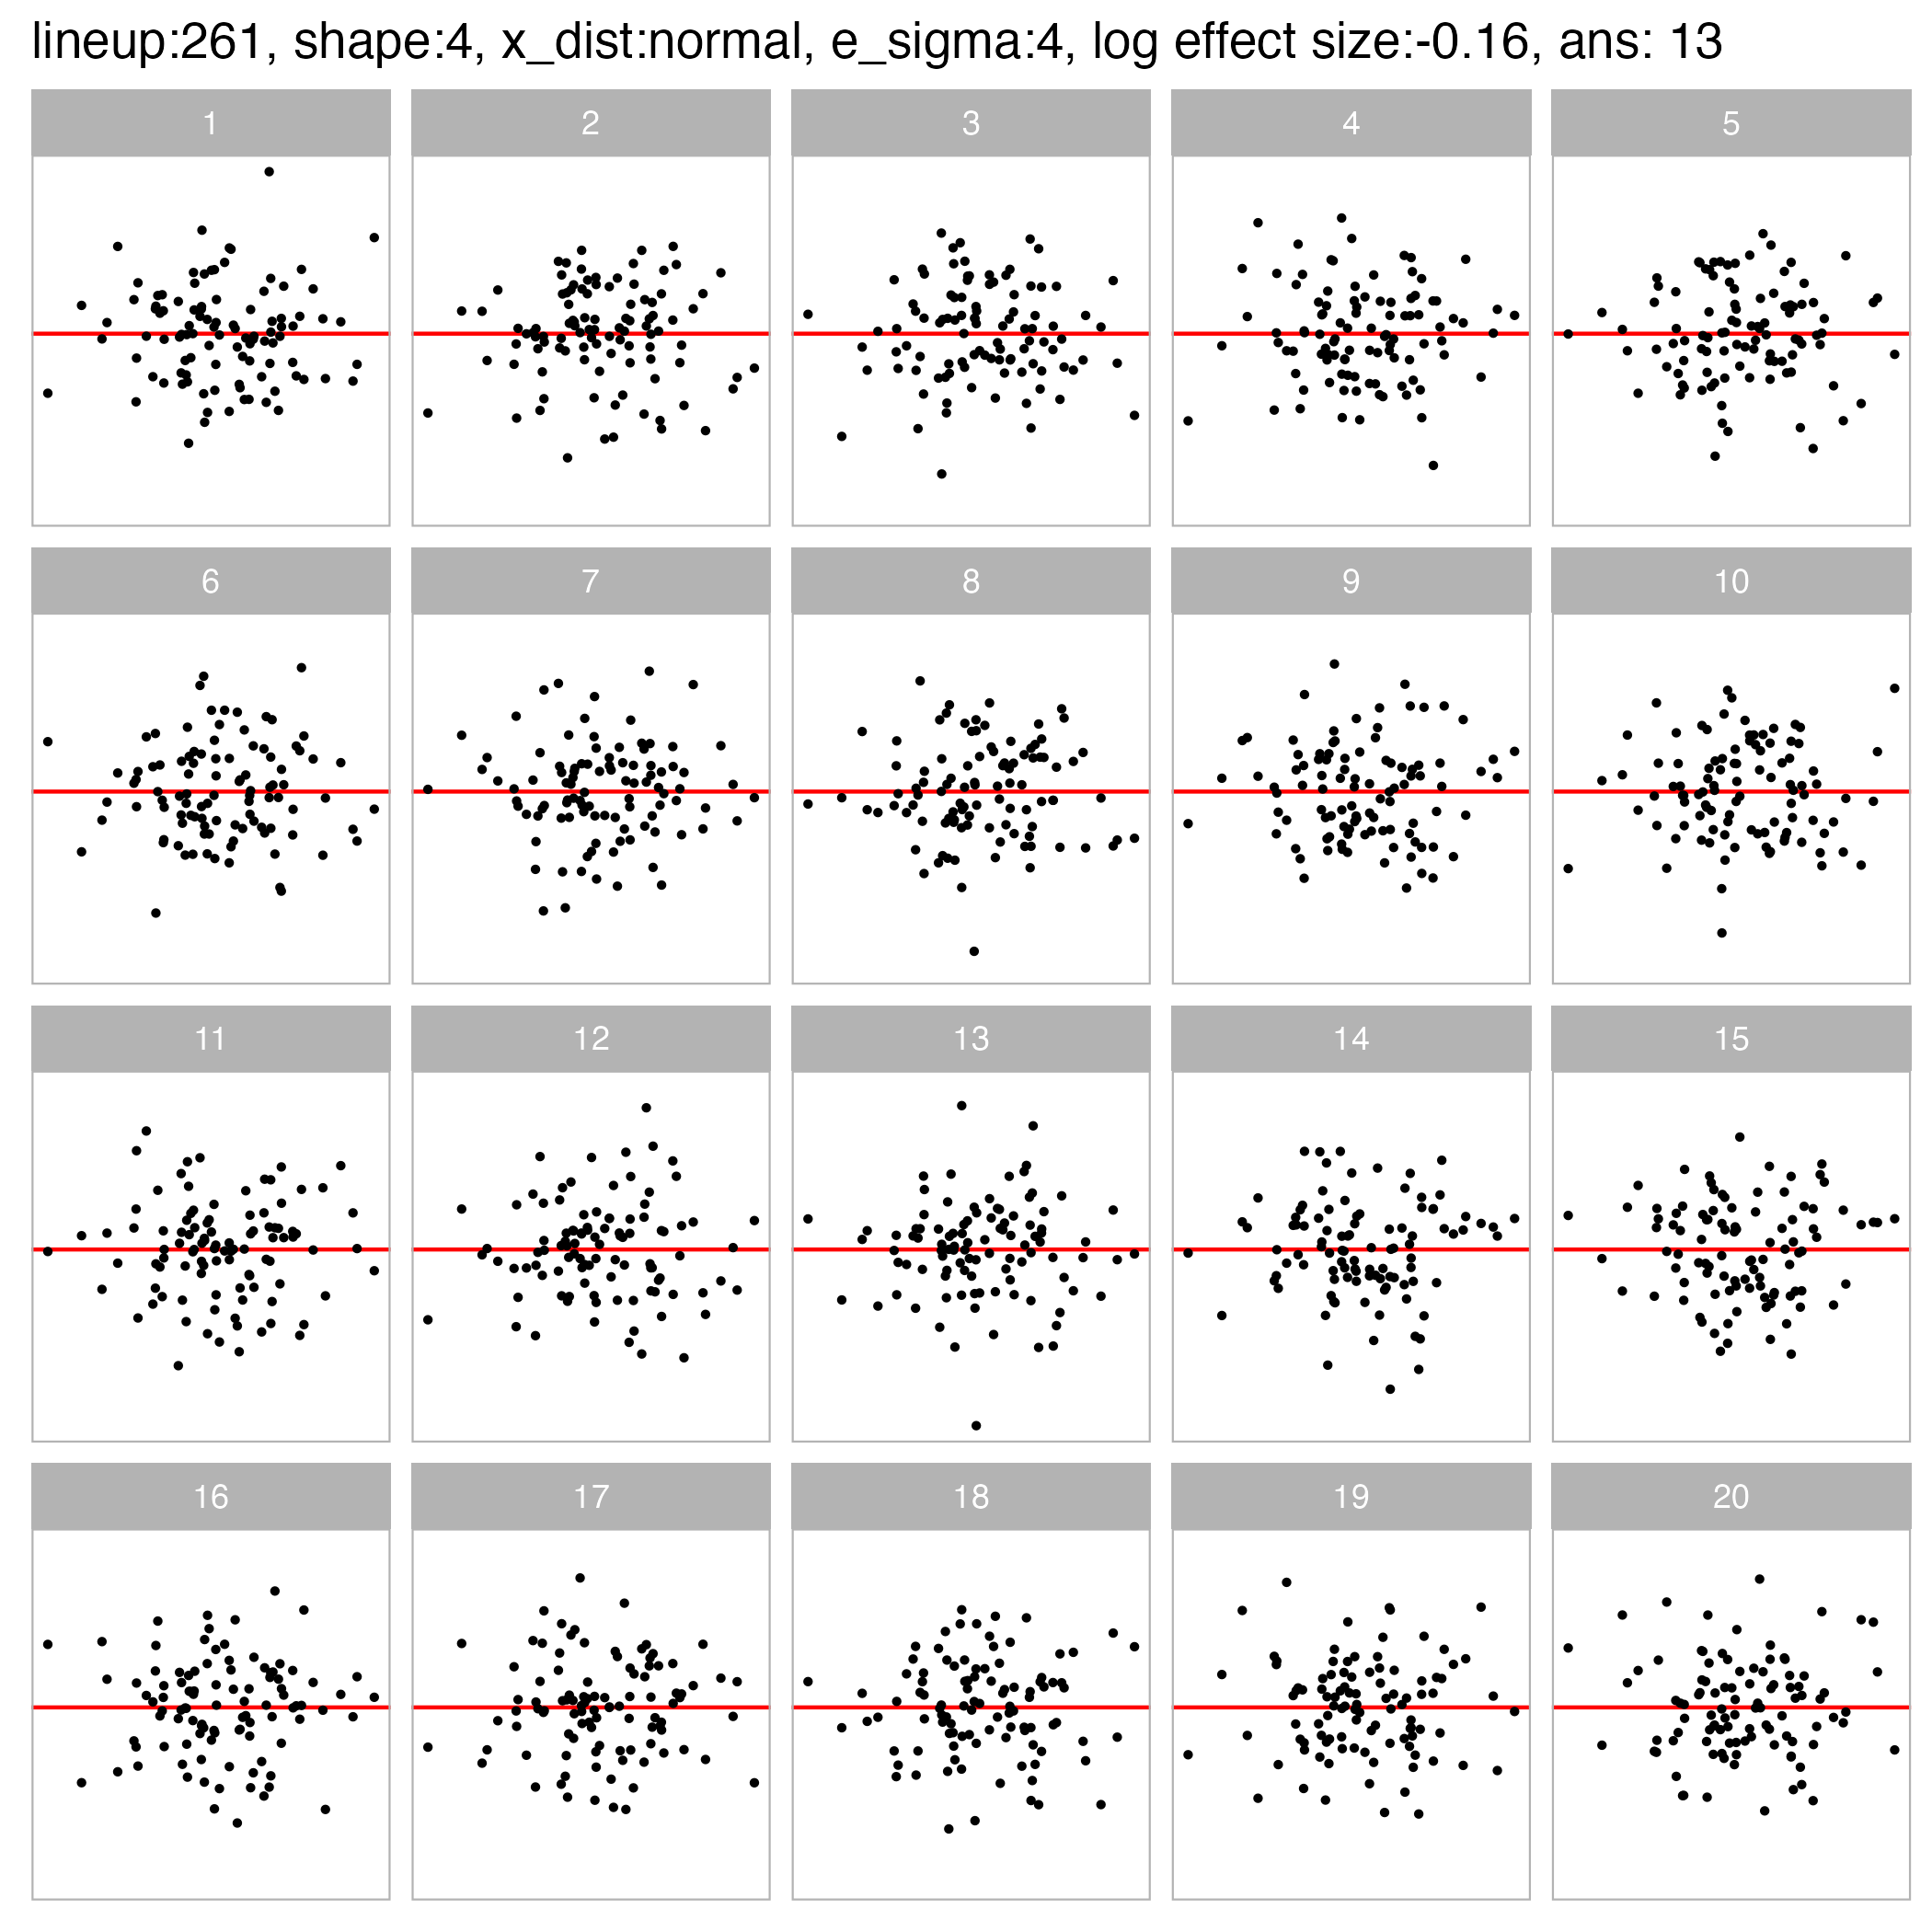 lineup:261, shape:4, x_dist:normal, e_sigma:4, log effect size:-0.16, ans: 13
1 2 3 4 5
6 7 8 9 10
11 12 13 14 15
16 17 18 19 20